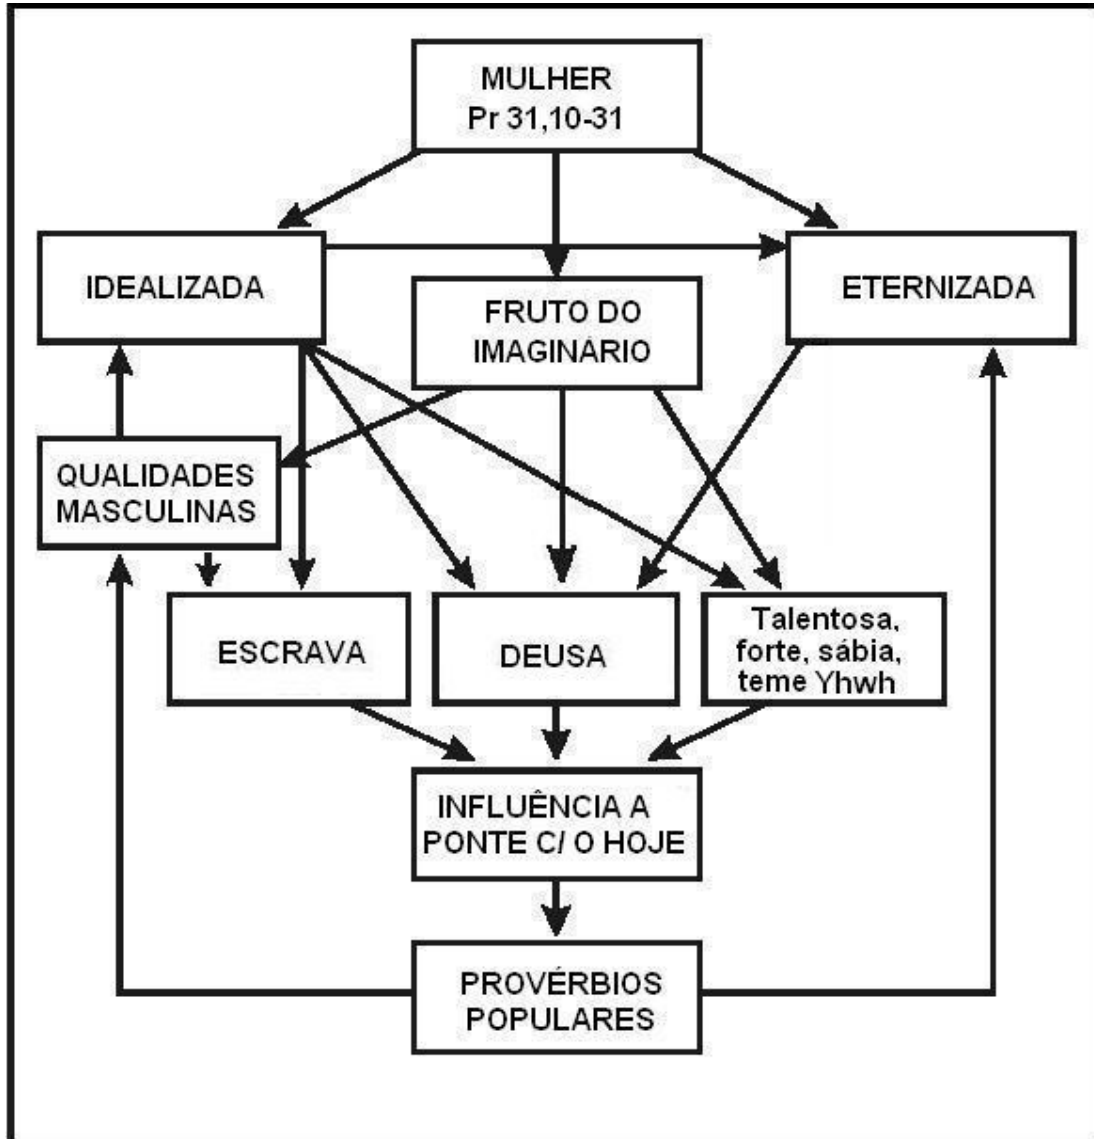 MULHER
Pr 31,10-31
IDEALIZADA
FRUTO DO
IMAGINÁRIO
ETERNIZADA
QUALIDADES
MASCULINAS
ESCRAVA
DEUSA
Talentosa,
forte, sábia,
teme Yhwh
INFLUÊNCIA A
PONTE C/ O HOJE
PROVÉRBIOS
POPULARES